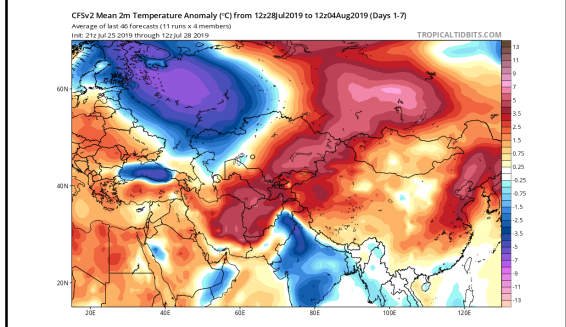 CFSv2 Mean 2m Temperature Anomaly (°C) from 12z28Jul2019 to 12z04Aug2019 (Days 1-7)
Average of last 46 forecasts (11 runs x 4 members)
Init: 21z Jul 25 2019 through 12z Jul 28 2019
TROPICALTIDBITS.COM
13
11
9
7
5
3.5
2.5
1.5
0.75
0.25
-0.25
-0.75
-1.5
-2.5
-3.5
-5
-7
-9
-11
-13
60N
40N
20N
20E
40E
60E
80E
100E
120E